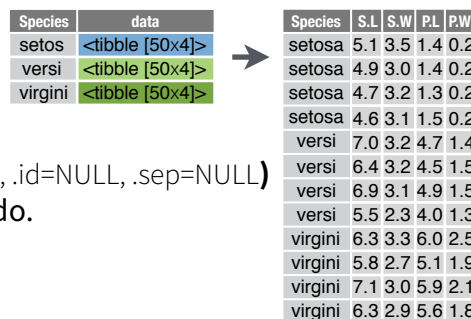 Species data
setos <tibble [50x4]>
versi <tibble [50x4]>
virgini <tibble [50x4]>
, .id=NULL, .sep=NULL)
do.
Species S.L S.W P.L P.W
setosa 5.1 3.5 1.4 0.2
setosa 4.9 3.0 1.4 0.2
setosa 4.7 3.2 1.3 0.2
setosa 4.6 3.1 1.5 0.2
versi 7.0 3.2 4.7 1.4
versi 6.4 3.2 4.5 1.5
versi 6.9 3.1 4.9 1.5
versi 5.5 2.3 4.0 1.3
virgini 6.3 3.3 6.0 2.5
virgini 5.8 2.7 5.1 1.9
virgini 7.1 3.0 5.9 2.1
virgini 6.3 2.9 5.6 1.8